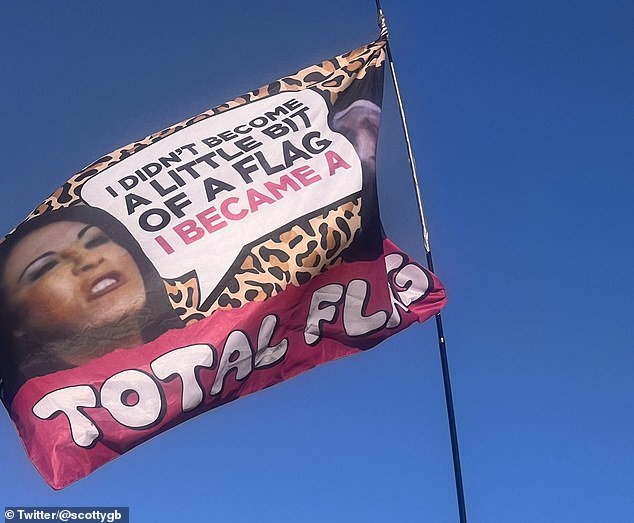 I DIDN'T BECOME
A LITTLE BIT
OF A FLAG
I BECAME A
TOTAL FLAG
Twitter/@scottygb